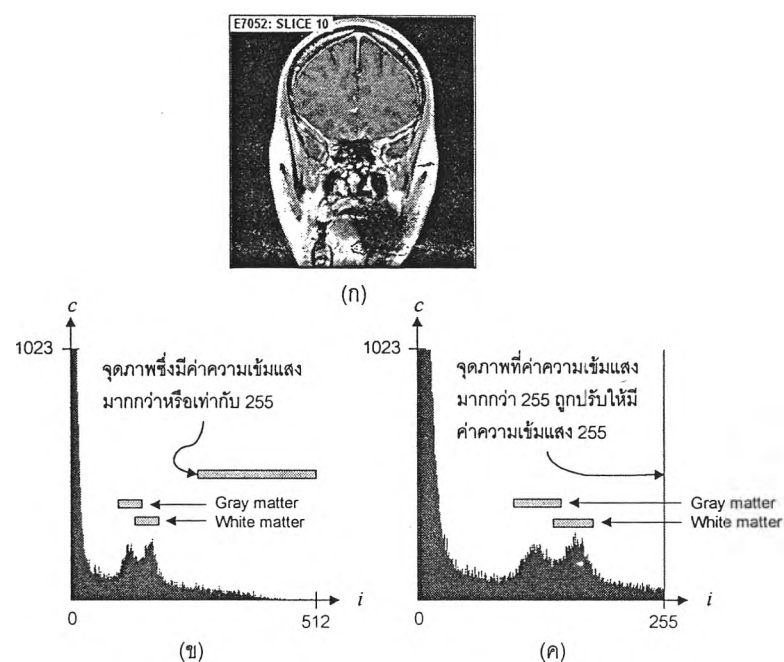 E7052: SLICE 10
(ก)
c
1023
จุดภาพซึ่งมีค่าความเข้มแสง
มากกว่าหรือเท่ากับ 255
Gray matter
White matter
0
512
i
(ข)
c
1023
จุดภาพที่ค่าความเข้มแสง
มากกว่า 255 ถูกปรับให้มี
ค่าความเข้มแสง 255
Gray matter
White matter
0
255
i
(ค)